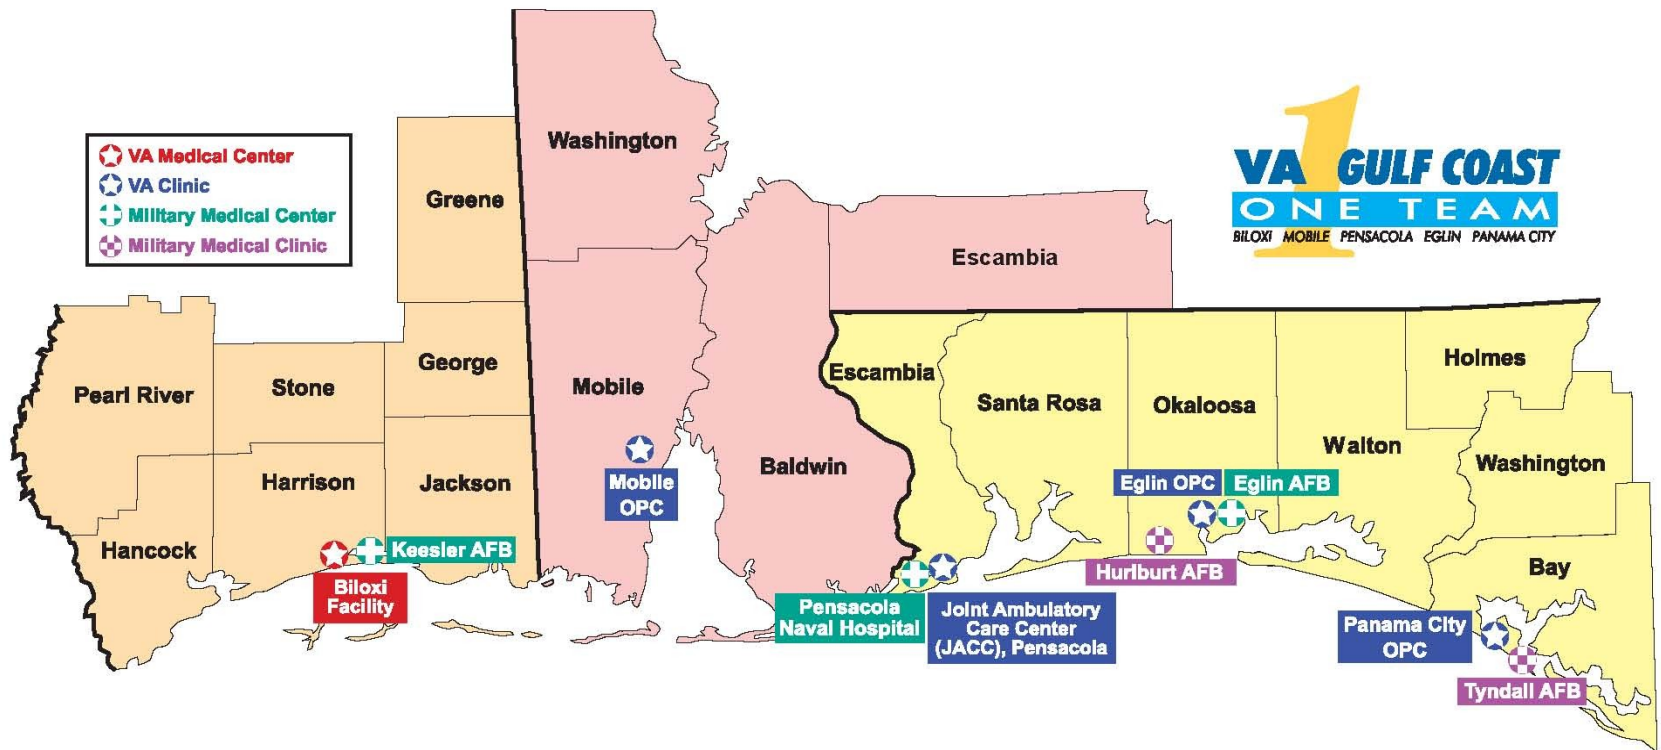 VA Medical Center
VA Clinic
Military Medical Center
Military Medical Clinic
1
VA GULF COAST
ONE TEAM
BILOXI MOBILE PENSACOLA EGLIN PANAMA CITY
Washington
Greene
Escambia
George
Pearl River
Stone
Mobile
Escambia
Santa Rosa
Okaloosa
Holmes
Walton
Washington
Baldwin
Harrison
Jackson
Hancock
Bay
Mobile
OPC
Eglin OPC
Eglin AFB
Keesler AFB
Biloxi
Facility
Hurlburt AFB
Pensacola
Naval Hospital
Joint Ambulatory
Care Center
(JACC), Pensacola
Panama City
OPC
Tyndall AFB